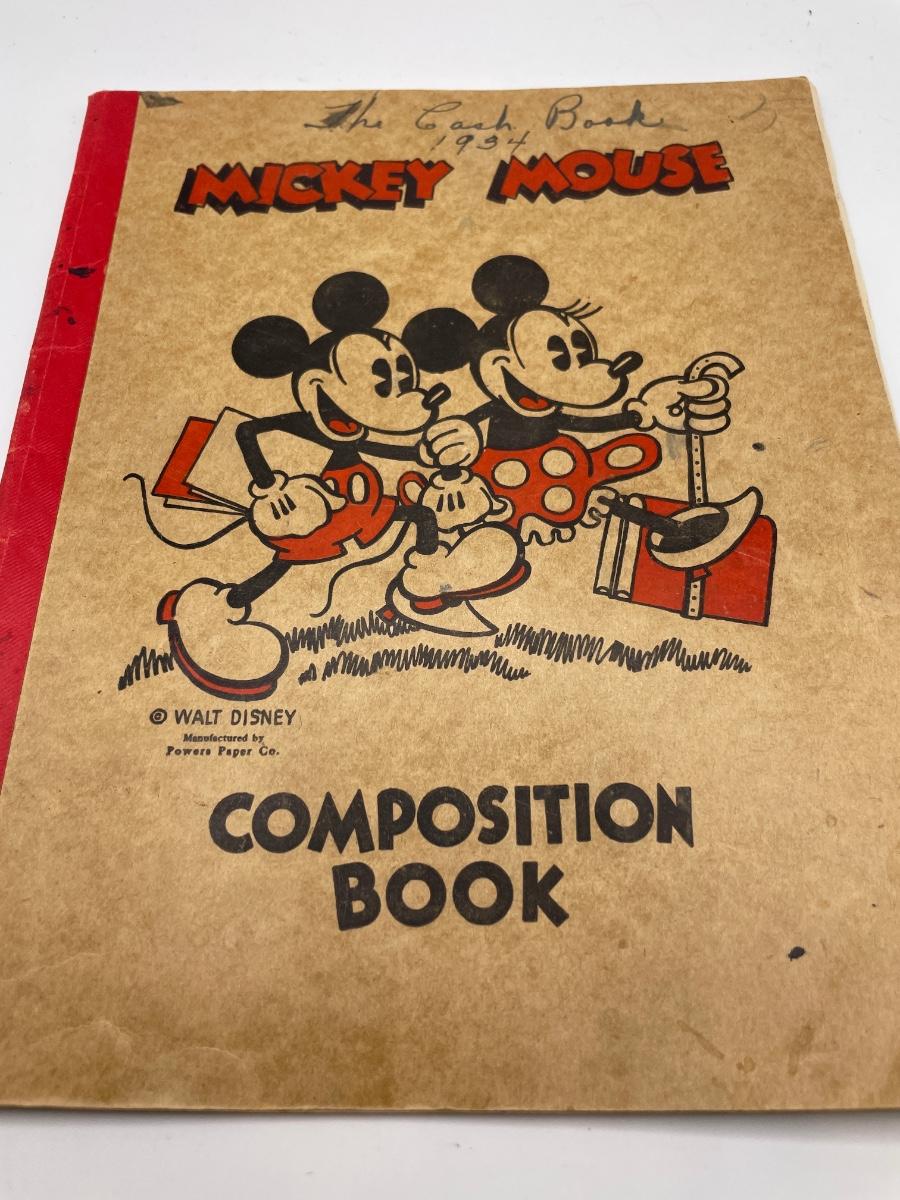 The Cash Book
1934
MICKEY MOUSE
© WALT DISNEY
Manufactured by
Powers Paper Co.
COMPOSITION
BOOK